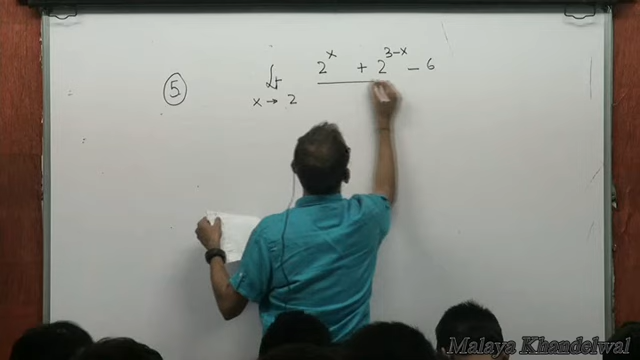 ⑤ Lt 2^x + 2^(3-x) - 6
x → 2
Malaya Khandelwal